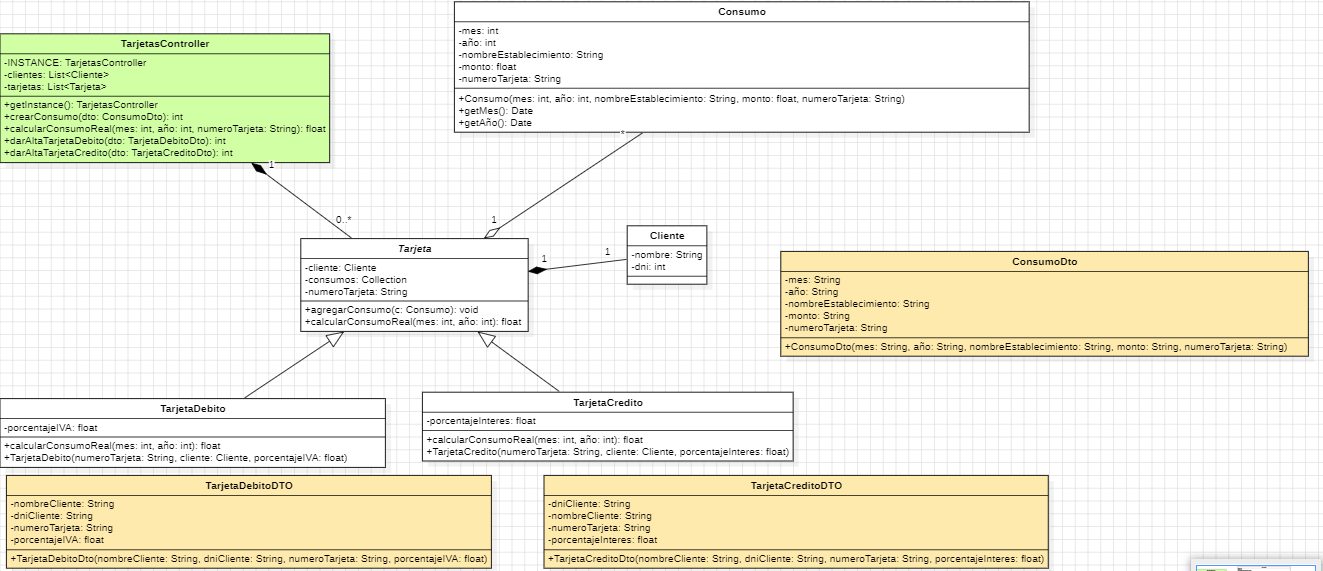 Consumo
-mes: int
-año: int
-nombreEstablecimiento: String
-monto: float
-numeroTarjeta: String
+Consumo(mes: int, año: int, nombreEstablecimiento: String, monto: float, numeroTarjeta: String)
+getMes(): Date
+getAño(): Date
TarjetasController
-INSTANCE: TarjetasController
-clientes: List<Cliente>
-tarjetas: List<Tarjeta>
+getInstance(): TarjetasController
+crearConsumo(dto: ConsumoDto): int
+calcularConsumoReal(mes: int, año: int, numeroTarjeta: String): float
+darAltaTarjetaDebito(dto: TarjetaDebitoDto): int
+darAltaTarjetaCredito(dto: TarjetaCreditoDto): int
*
1
0..*
1
Tarjeta
-cliente: Cliente
-consumos: Collection
-numeroTarjeta: String
+agregarConsumo(c: Consumo): void
+calcularConsumoReal(mes: int, año: int): float
1
1
Cliente
-nombre: String
-dni: int
ConsumoDto
-mes: String
-año: String
-nombreEstablecimiento: String
-monto: String
-numeroTarjeta: String
+ConsumoDto(mes: String, año: String, nombreEstablecimiento: String, monto: String, numeroTarjeta: String)
TarjetaDebito
-porcentajeIVA: float
+calcularConsumoReal(mes: int, año: int): float
+TarjetaDebito(numeroTarjeta: String, cliente: Cliente, porcentajeIVA: float)
TarjetaCredito
-porcentajeInteres: float
+calcularConsumoReal(mes: int, año: int): float
+TarjetaCredito(numeroTarjeta: String, cliente: Cliente, porcentajeInteres: float)
TarjetaDebitoDTO
-nombreCliente: String
-dniCliente: String
-numeroTarjeta: String
-porcentajeIVA: float
+TarjetaDebitoDto(nombreCliente: String, dniCliente: String, numeroTarjeta: String, porcentajeIVA: float)
TarjetaCreditoDTO
-dniCliente: String
-nombreCliente: String
-numeroTarjeta: String
-porcentajeInteres: float
+TarjetaCreditoDto(nombreCliente: String, dniCliente: String, numeroTarjeta: String, porcentajeInteres: float)